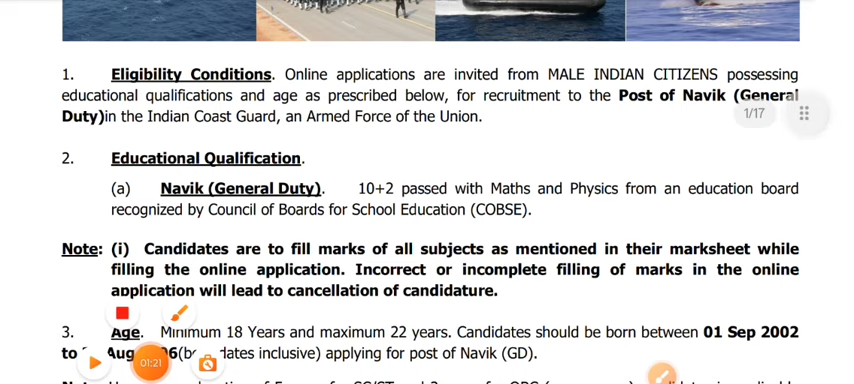 1. Eligibility Conditions. Online applications are invited from MALE INDIAN CITIZENS possessing
educational qualifications and age as prescribed below, for recruitment to the Post of Navik (General
Duty)in the Indian Coast Guard, an Armed Force of the Union.
1/17
2. Educational Qualification.
(a) Navik (General Duty). 10+2 passed with Maths and Physics from an education board
recognized by Council of Boards for School Education (COBSE).
Note: (i) Candidates are to fill marks of all subjects as mentioned in their marksheet while
filling the online application. Incorrect or incomplete filling of marks in the online
application will lead to cancellation of candidature.
3. Age. Minimum 18 Years and maximum 22 years. Candidates should be born between 01 Sep 2002
to inclusive) applying for post of Navik (GD).
01:21